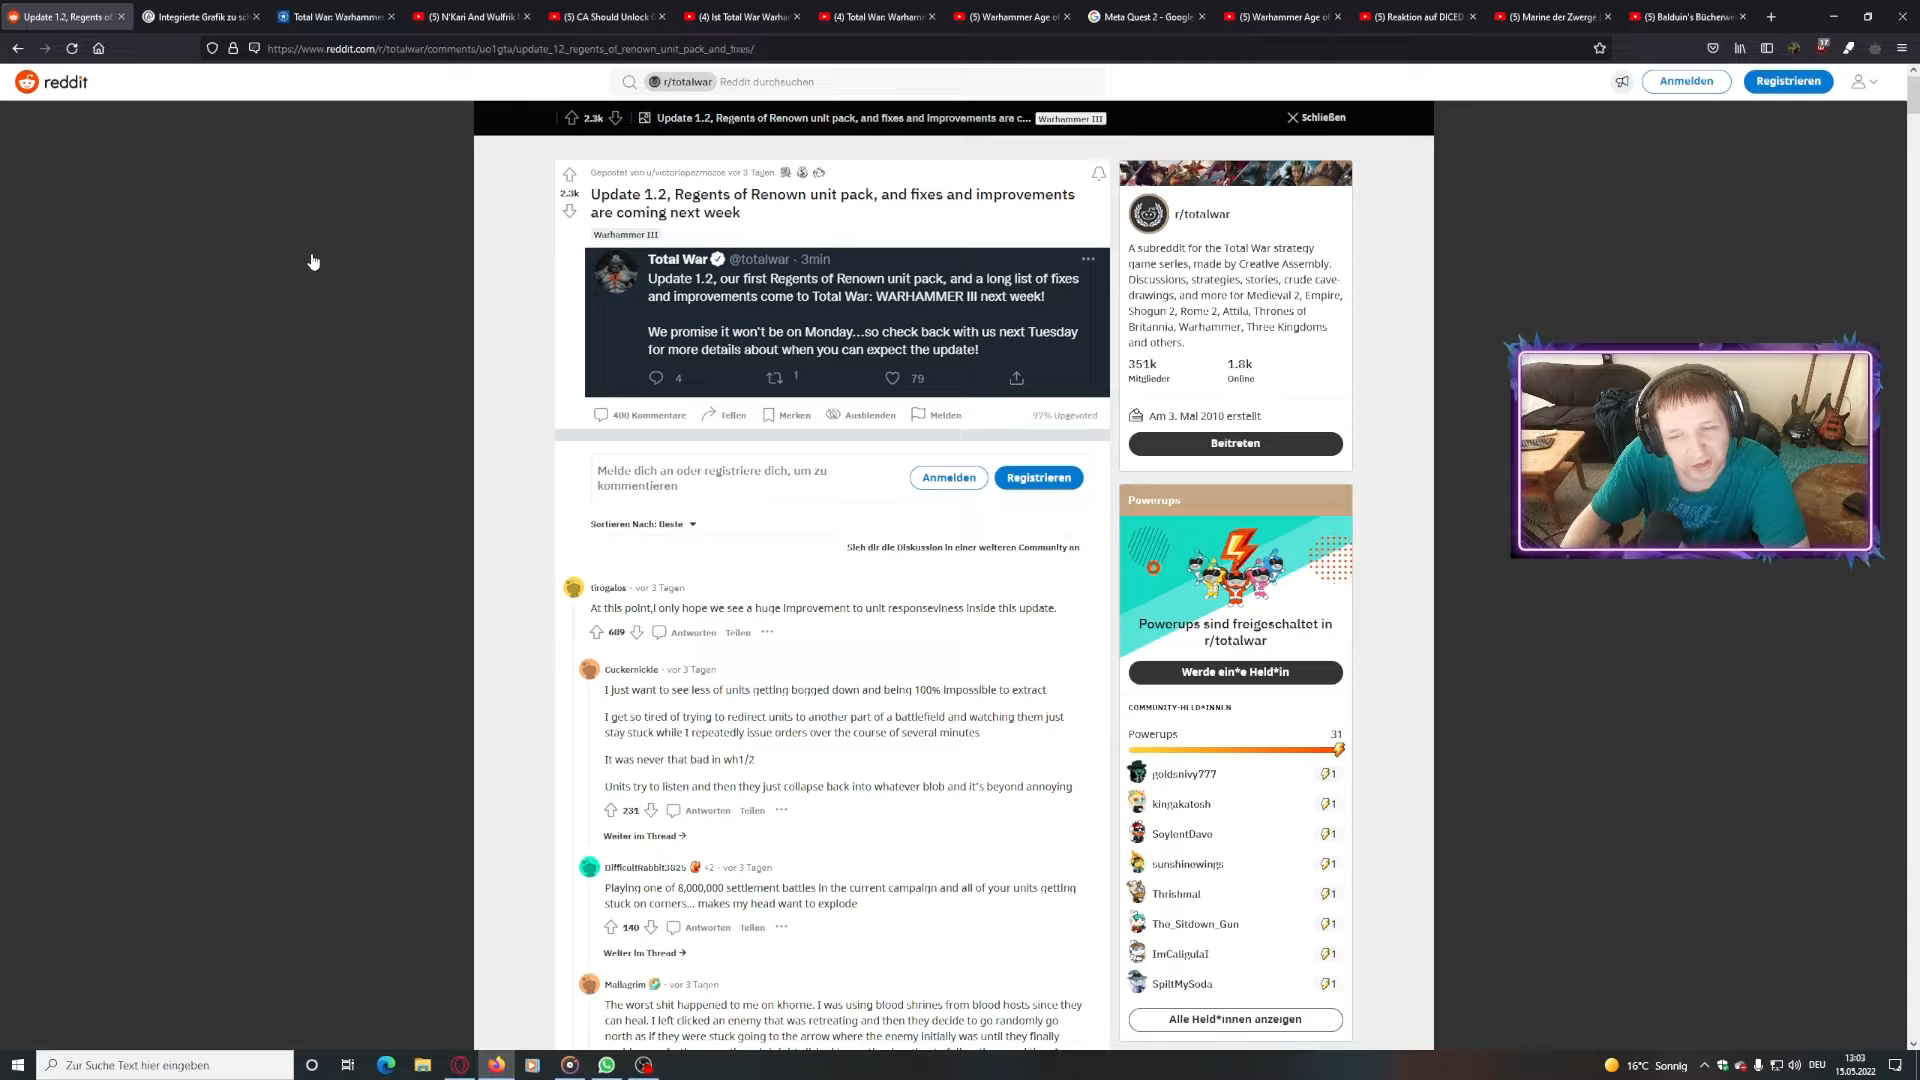 Update 1.2, Regents of
Integrierte Grafik zu sc
Total War: Warhamme
(5) N'Kari And Wulfrik
(5) CA Should Unlock G
(4) Ist Total War Warha
(4) Total War: Warham
(5) Warhammer Age o
Meta Quest 2 - Google
(5) Warhammer Age of
(5) Reaktion auf DICED
(5) Marine der Zwerge
(5) Balduin's Bücherwe
https://www.reddit.com/r/totalwar/comments/uo1gta/update_12_regents_of_renown_unit_pack_and_fixes/
17
reddit
r/totalwar Reddit durchsuchen
Anmelden
Registrieren
2.3k Update 1.2, Regents of Renown unit pack, and fixes and improvements are c... Warhammer III
Schließen
Gepostet von u/victorlopezmozos vor 3 Tagen
2.3k
Update 1.2, Regents of Renown unit pack, and fixes and improvements
are coming next week
Warhammer III
Total War @totalwar · 3min
Update 1.2, our first Regents of Renown unit pack, and a long list of fixes
and improvements come to Total War: WARHAMMER III next week!
We promise it won't be on Monday...so check back with us next Tuesday
for more details about when you can expect the update!
4 1 79
400 Kommentare Teilen Merken Ausblenden Melden 97% Upgevoted
Melde dich an oder registriere dich, um zu
kommentieren
Anmelden
Registrieren
Sortieren Nach: Beste
Sieh dir die Diskussion in einer weiteren Community an
tirogalos · vor 3 Tagen
At this point,I only hope we see a huge improvement to unit responseviness inside this update.
689 Antworten Teilen
Cuckernickle · vor 3 Tagen
I just want to see less of units getting bogged down and being 100% impossible to extract
I get so tired of trying to redirect units to another part of a battlefield and watching them just
stay stuck while I repeatedly issue orders over the course of several minutes
It was never that bad in wh1/2
Units try to listen and then they just collapse back into whatever blob and it's beyond annoying
231 Antworten Teilen
Weiter im Thread →
DifficultRabbit3825 +2 · vor 3 Tagen
Playing one of 8,000,000 settlement battles in the current campaign and all of your units getting
stuck on corners... makes my head want to explode
140 Antworten Teilen
Weiter im Thread →
Mallagrim · vor 3 Tagen
The worst shit happened to me on khorne. I was using blood shrines from blood hosts since they
can heal. I left clicked an enemy that was retreating and then they decide to go randomly go
north as if they were stuck going to the arrow where the enemy initially was until they finally
r/totalwar
A subreddit for the Total War strategy
game series, made by Creative Assembly.
Discussions, strategies, stories, crude cave-
drawings, and more for Medieval 2, Empire,
Shogun 2, Rome 2, Attila, Thrones of
Britannia, Warhammer, Three Kingdoms
and others.
351k 1.8k
Mitglieder Online
Am 3. Mai 2010 erstellt
Beitreten
Powerups
Powerups sind freigeschaltet in
r/totalwar
Werde ein*e Held*in
COMMUNITY-HELD*INNEN
Powerups 31
goldsnivy777 1
kingakatosh 1
SoylentDave 1
sunshinewings 1
Thrishmal 1
The_Sitdown_Gun 1
ImCaligulaI 1
SpiltMySoda 1
Alle Held*innen anzeigen
Zur Suche Text hier eingeben
16°C Sonnig
DEU
13:03
15.05.2022